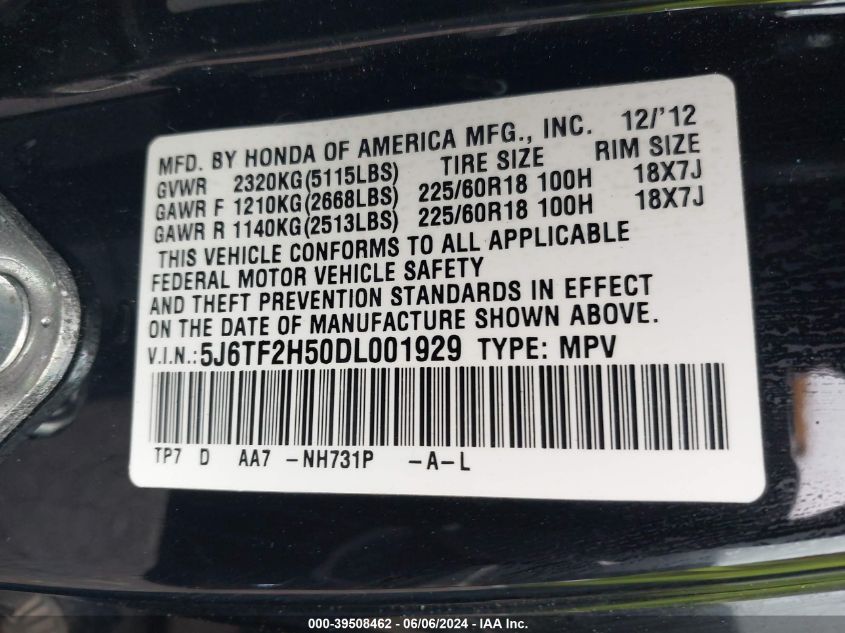 MFD. BY HONDA OF AMERICA MFG., INC. 12/'12
GVWR 2320KG(5115LBS) TIRE SIZE RIM SIZE
GAWR F 1210KG(2668LBS) 225/60R18 100H 18X7J
GAWR R 1140KG(2513LBS) 225/60R18 100H 18X7J
THIS VEHICLE CONFORMS TO ALL APPLICABLE
FEDERAL MOTOR VEHICLE SAFETY
AND THEFT PREVENTION STANDARDS IN EFFECT
ON THE DATE OF MANUFACTURE SHOWN ABOVE.
V.I.N.:5J6TF2H50DL001929 TYPE: MPV
TP7 D AA7 -NH731P -A-L
000-39508462 - 06/06/2024 - IAA Inc.